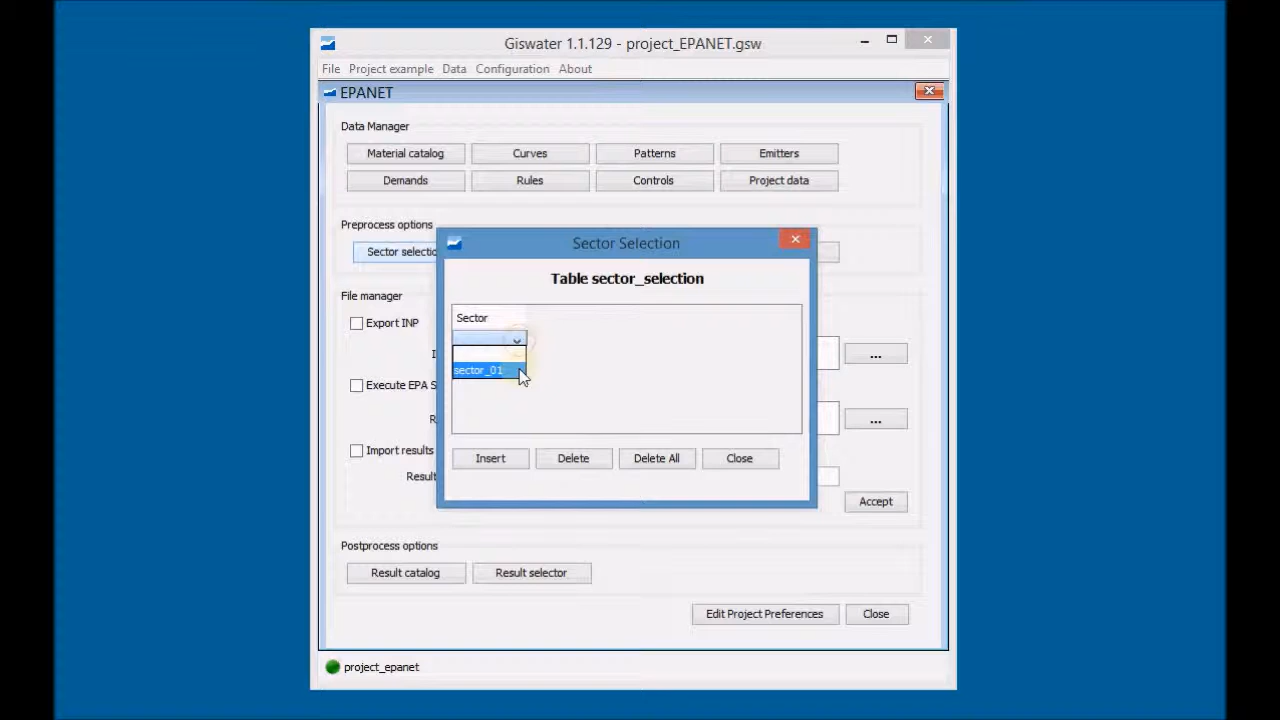 Giswater 1.1.129 - project_EPANET.gsw
File Project example Data Configuration About
EPANET
Data Manager
Material catalog Curves Patterns Emitters
Demands Rules Controls Project data
Preprocess options
Sector selectio
Sector Selection
Table sector_selection
Sector
sector_01
Insert Delete Delete All Close
File manager
Export INP
...
Execute EPA S
...
Import results
Result
Accept
Postprocess options
Result catalog Result selector
Edit Project Preferences Close
project_epanet